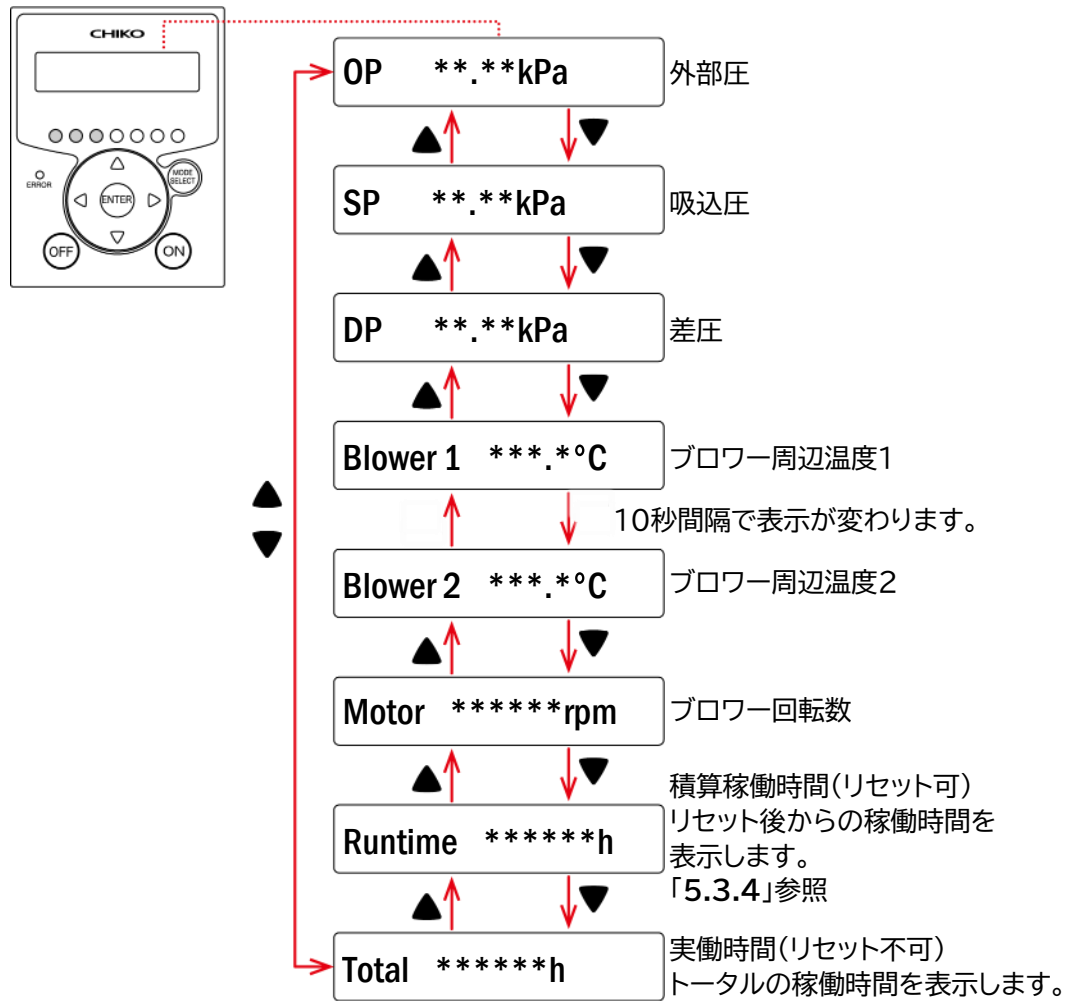 CHIKO
ERROR
MODE
SELECT
ENTER
OFF
ON
OP **.**kPa
外部圧
▲ ▼
SP **.**kPa
吸込圧
▲ ▼
DP **.**kPa
差圧
▲ ▼
Blower 1 ***.*°C
ブロワー周辺温度1
▲
▼
10秒間隔で表示が変わります。
Blower 2 ***.*°C
ブロワー周辺温度2
▲ ▼
Motor ******rpm
ブロワー回転数
▲ ▼
Runtime ******h
積算稼働時間(リセット可)
リセット後からの稼働時間を
表示します。
「5.3.4」参照
▲ ▼
Total ******h
実働時間(リセット不可)
トータルの稼働時間を表示します。